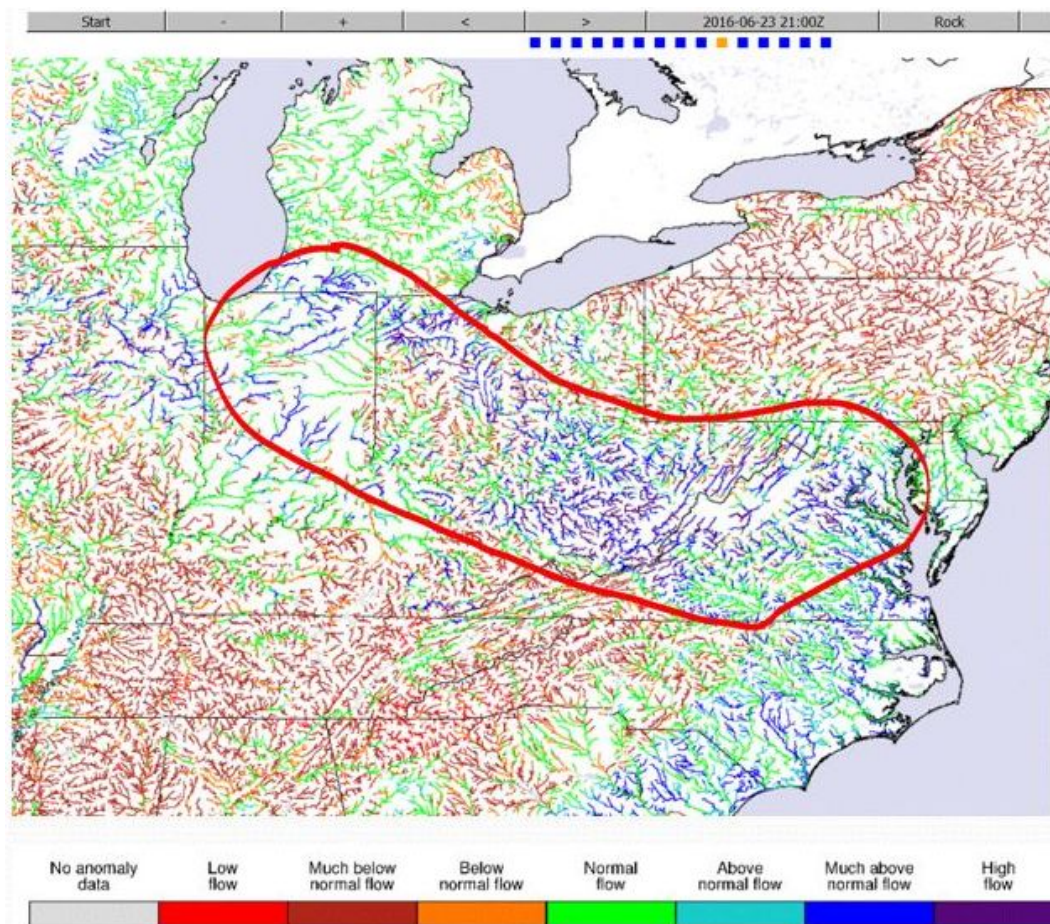 Start - + < > 2016-06-23 21:00Z Rock
No anomaly data
Low flow
Much below normal flow
Below normal flow
Normal flow
Above normal flow
Much above normal flow
High flow